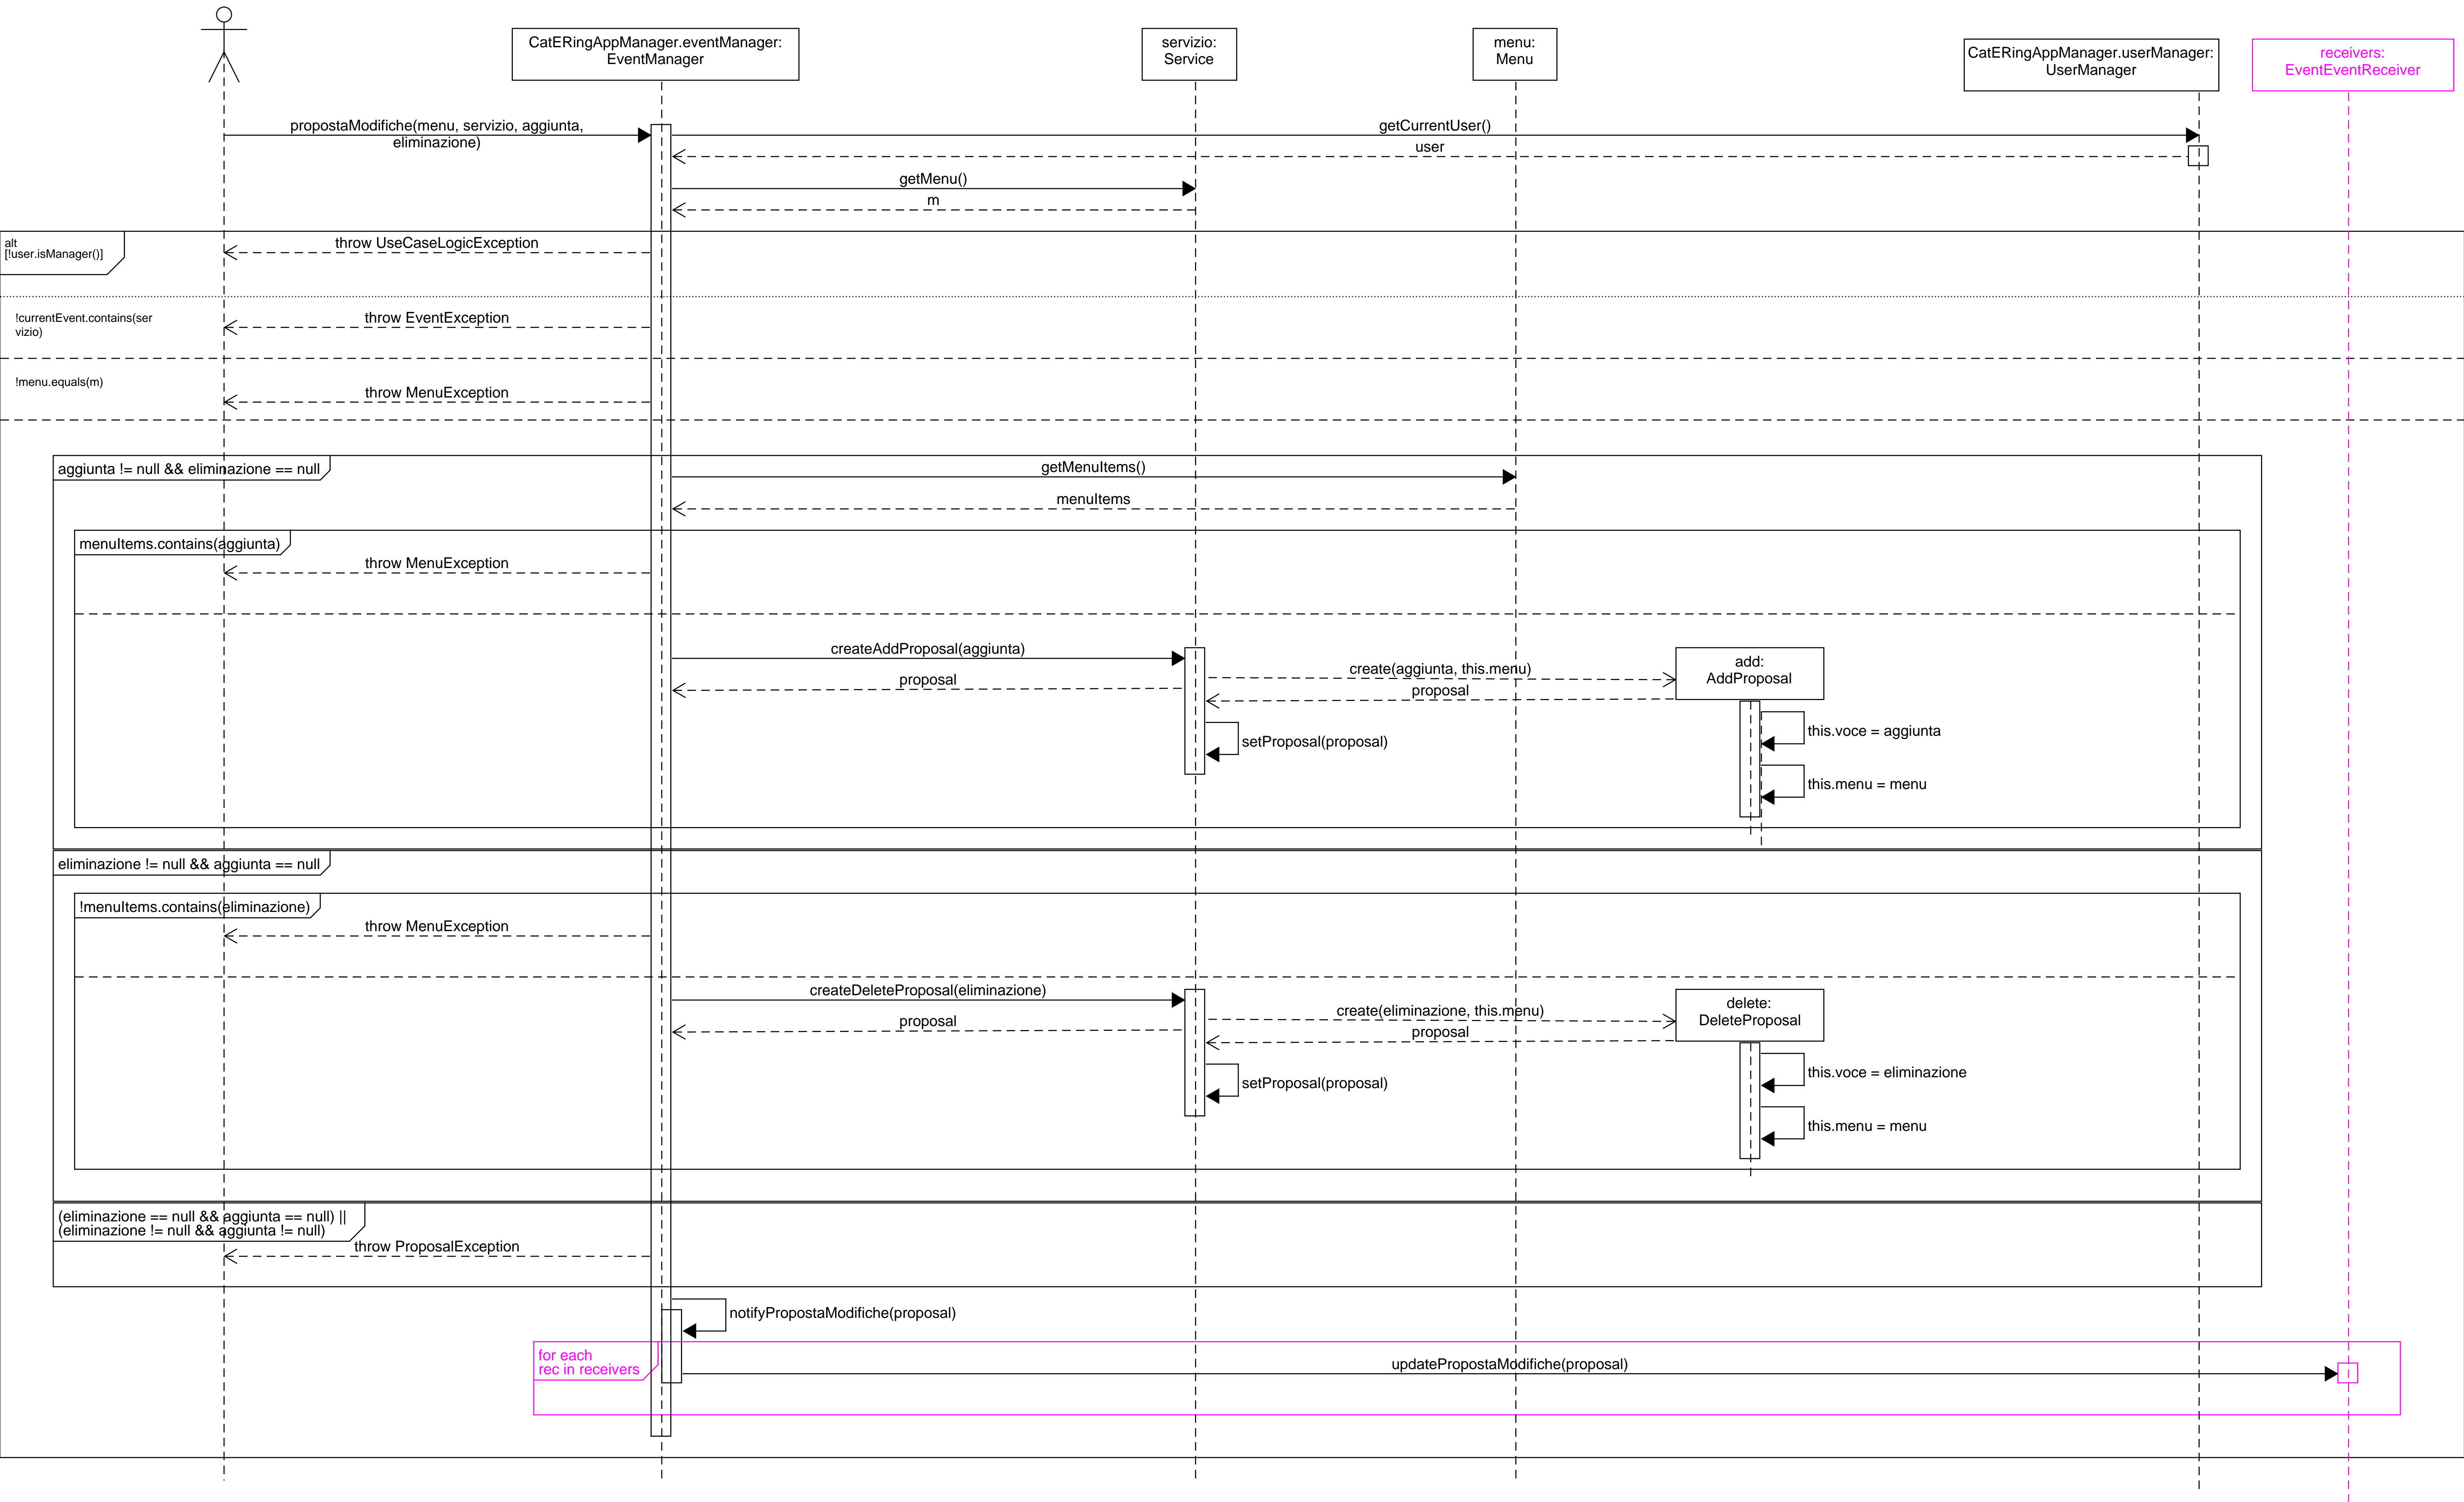 CatERingAppManager.eventManager:
EventManager
servizio:
Service
menu:
Menu
CatERingAppManager.userManager:
UserManager
receivers:
EventEventReceiver
propostaModifiche(menu, servizio, aggiunta,
eliminazione)
getCurrentUser()
user
getMenu()
m
alt
[!user.isManager()]
throw UseCaseLogicException
!currentEvent.contains(ser
vizio)
throw EventException
!menu.equals(m)
throw MenuException
aggiunta != null && eliminazione == null
getMenuItems()
menuItems
menuItems.contains(aggiunta)
throw MenuException
createAddProposal(aggiunta)
create(aggiunta, this.menu)
add:
AddProposal
proposal
proposal
this.voce = aggiunta
setProposal(proposal)
this.menu = menu
eliminazione != null && aggiunta == null
!menuItems.contains(eliminazione)
throw MenuException
createDeleteProposal(eliminazione)
create(eliminazione, this.menu)
delete:
DeleteProposal
proposal
proposal
this.voce = eliminazione
setProposal(proposal)
this.menu = menu
(eliminazione == null && aggiunta == null) ||
(eliminazione != null && aggiunta != null)
throw ProposalException
notifyPropostaModifiche(proposal)
for each
rec in receivers
updatePropostaModifiche(proposal)